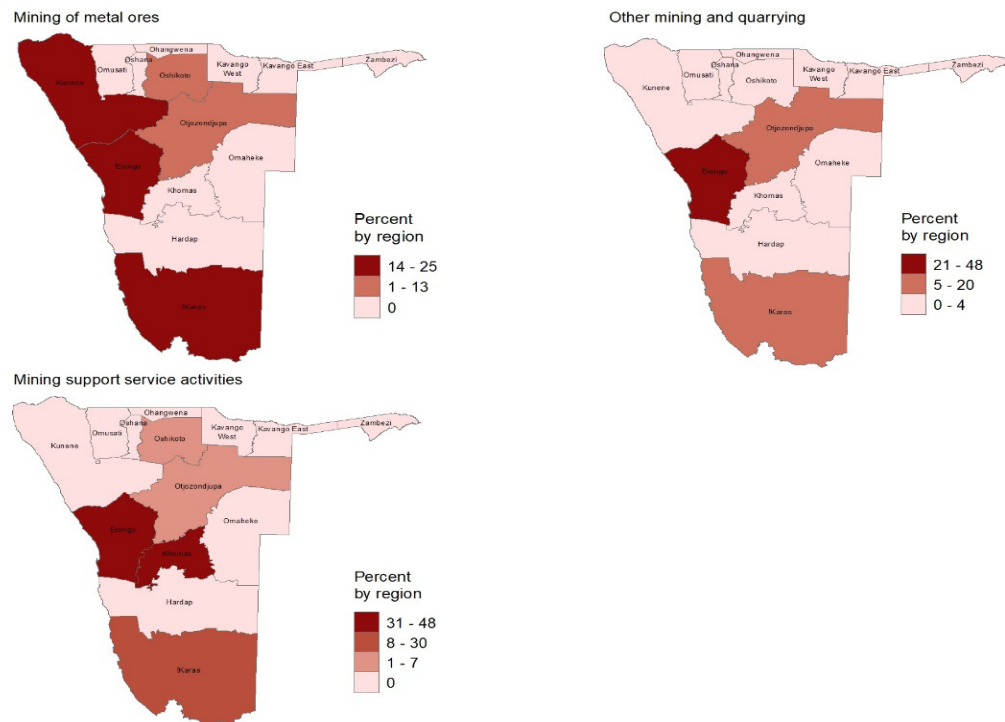 Mining of metal ores
Ohangwena
Oshana
Omusati
Kunene
Oshikoto
Kavango
West
Kavango East
Zambezi
Otjozondjupa
Erongo
Omaheke
Khomas
Hardap
!Karas
Percent
by region
14 - 25
1 - 13
0
Other mining and quarrying
Ohangwena
Oshana
Omusati
Kunene
Oshikoto
Kavango
West
Kavango East
Zambezi
Otjozondjupa
Erongo
Omaheke
Khomas
Hardap
!Karas
Percent
by region
21 - 48
5 - 20
0 - 4
Mining support service activities
Ohangwena
Oshana
Omusati
Kunene
Oshikoto
Kavango
West
Kavango East
Zambezi
Otjozondjupa
Erongo
Omaheke
Khomas
Hardap
!Karas
Percent
by region
31 - 48
8 - 30
1 - 7
0